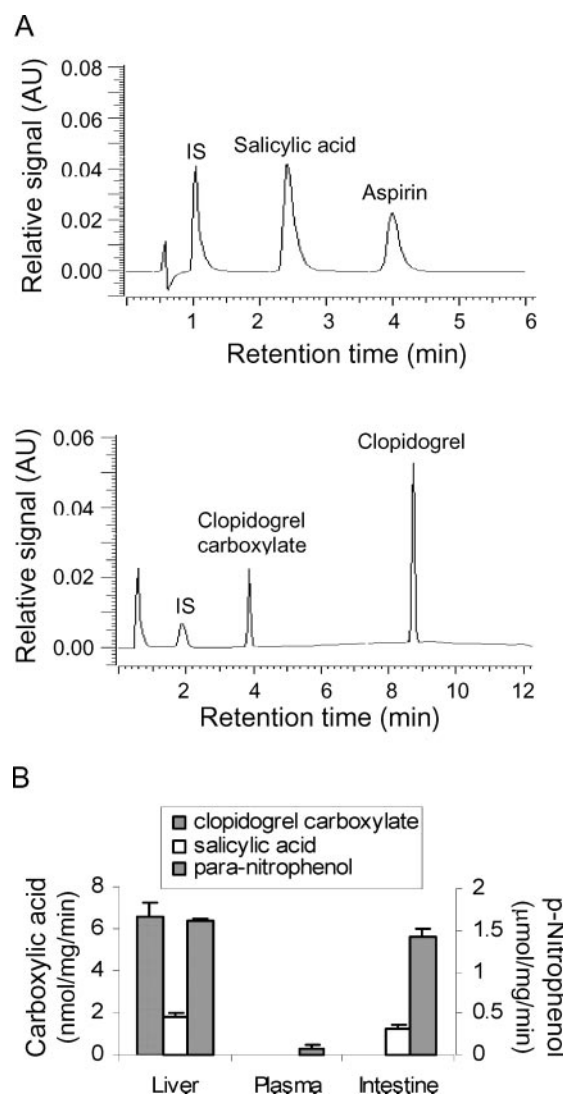 A
Relative signal (AU)
0.08
0.06
0.04
0.02
0.00
IS
Salicylic acid
Aspirin
1 2 3 4 5 6
Retention time (min)
Relative signal (AU)
0.06
0.04
0.02
0.00
Clopidogrel
Clopidogrel
carboxylate
IS
2 4 6 8 10 12
Retention time (min)
B
clopidogrel carboxylate
salicylic acid
para-nitrophenol
Carboxylic acid
(nmol/mg/min)
8
6
4
2
0
2
1.5
1
0.5
0
p-Nitrophenol
(μmol/mg/min)
Liver Plasma Intestine